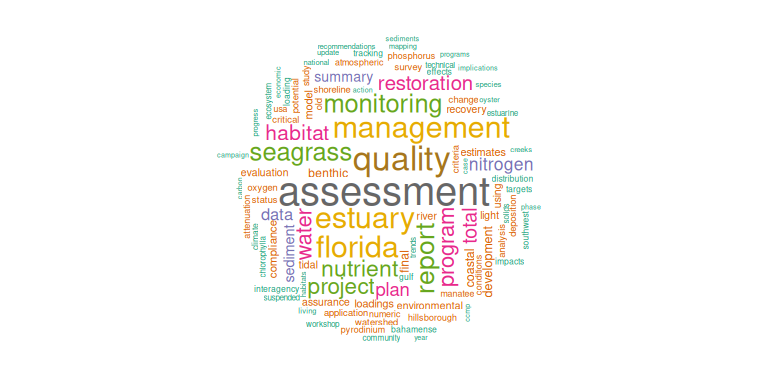 sediments
recommendations
mapping
update
tracking
phosphorus
programs
national
atmospheric
technical
survey
effects
implications
economic
ecosystem
loading
potential
study
summary
restoration
species
shoreline
action
usa
model
old
monitoring
change
oyster
recovery
estuarine
critical
progress
habitat
management
campaign
seagrass
quality
criteria
case
estimates
creeks
nitrogen
evaluation
benthic
distribution
carbon
oxygen
status
assessment
using
targets
attenuation
data
water
estuary
river
program
total
light
solids
deposition
southwest
phase
climate
chlorophylla
compliance
sediment
florida
final
trends
report
coastal
conditions
development
analysis
impacts
tidal
nutrient
gulf
interagency
habitats
project
plan
manatee
suspended
assurance
loadings
environmental
ccmp
living
application
numeric
hillsborough
workshop
watershed
pyrodinium
bahamense
community
year